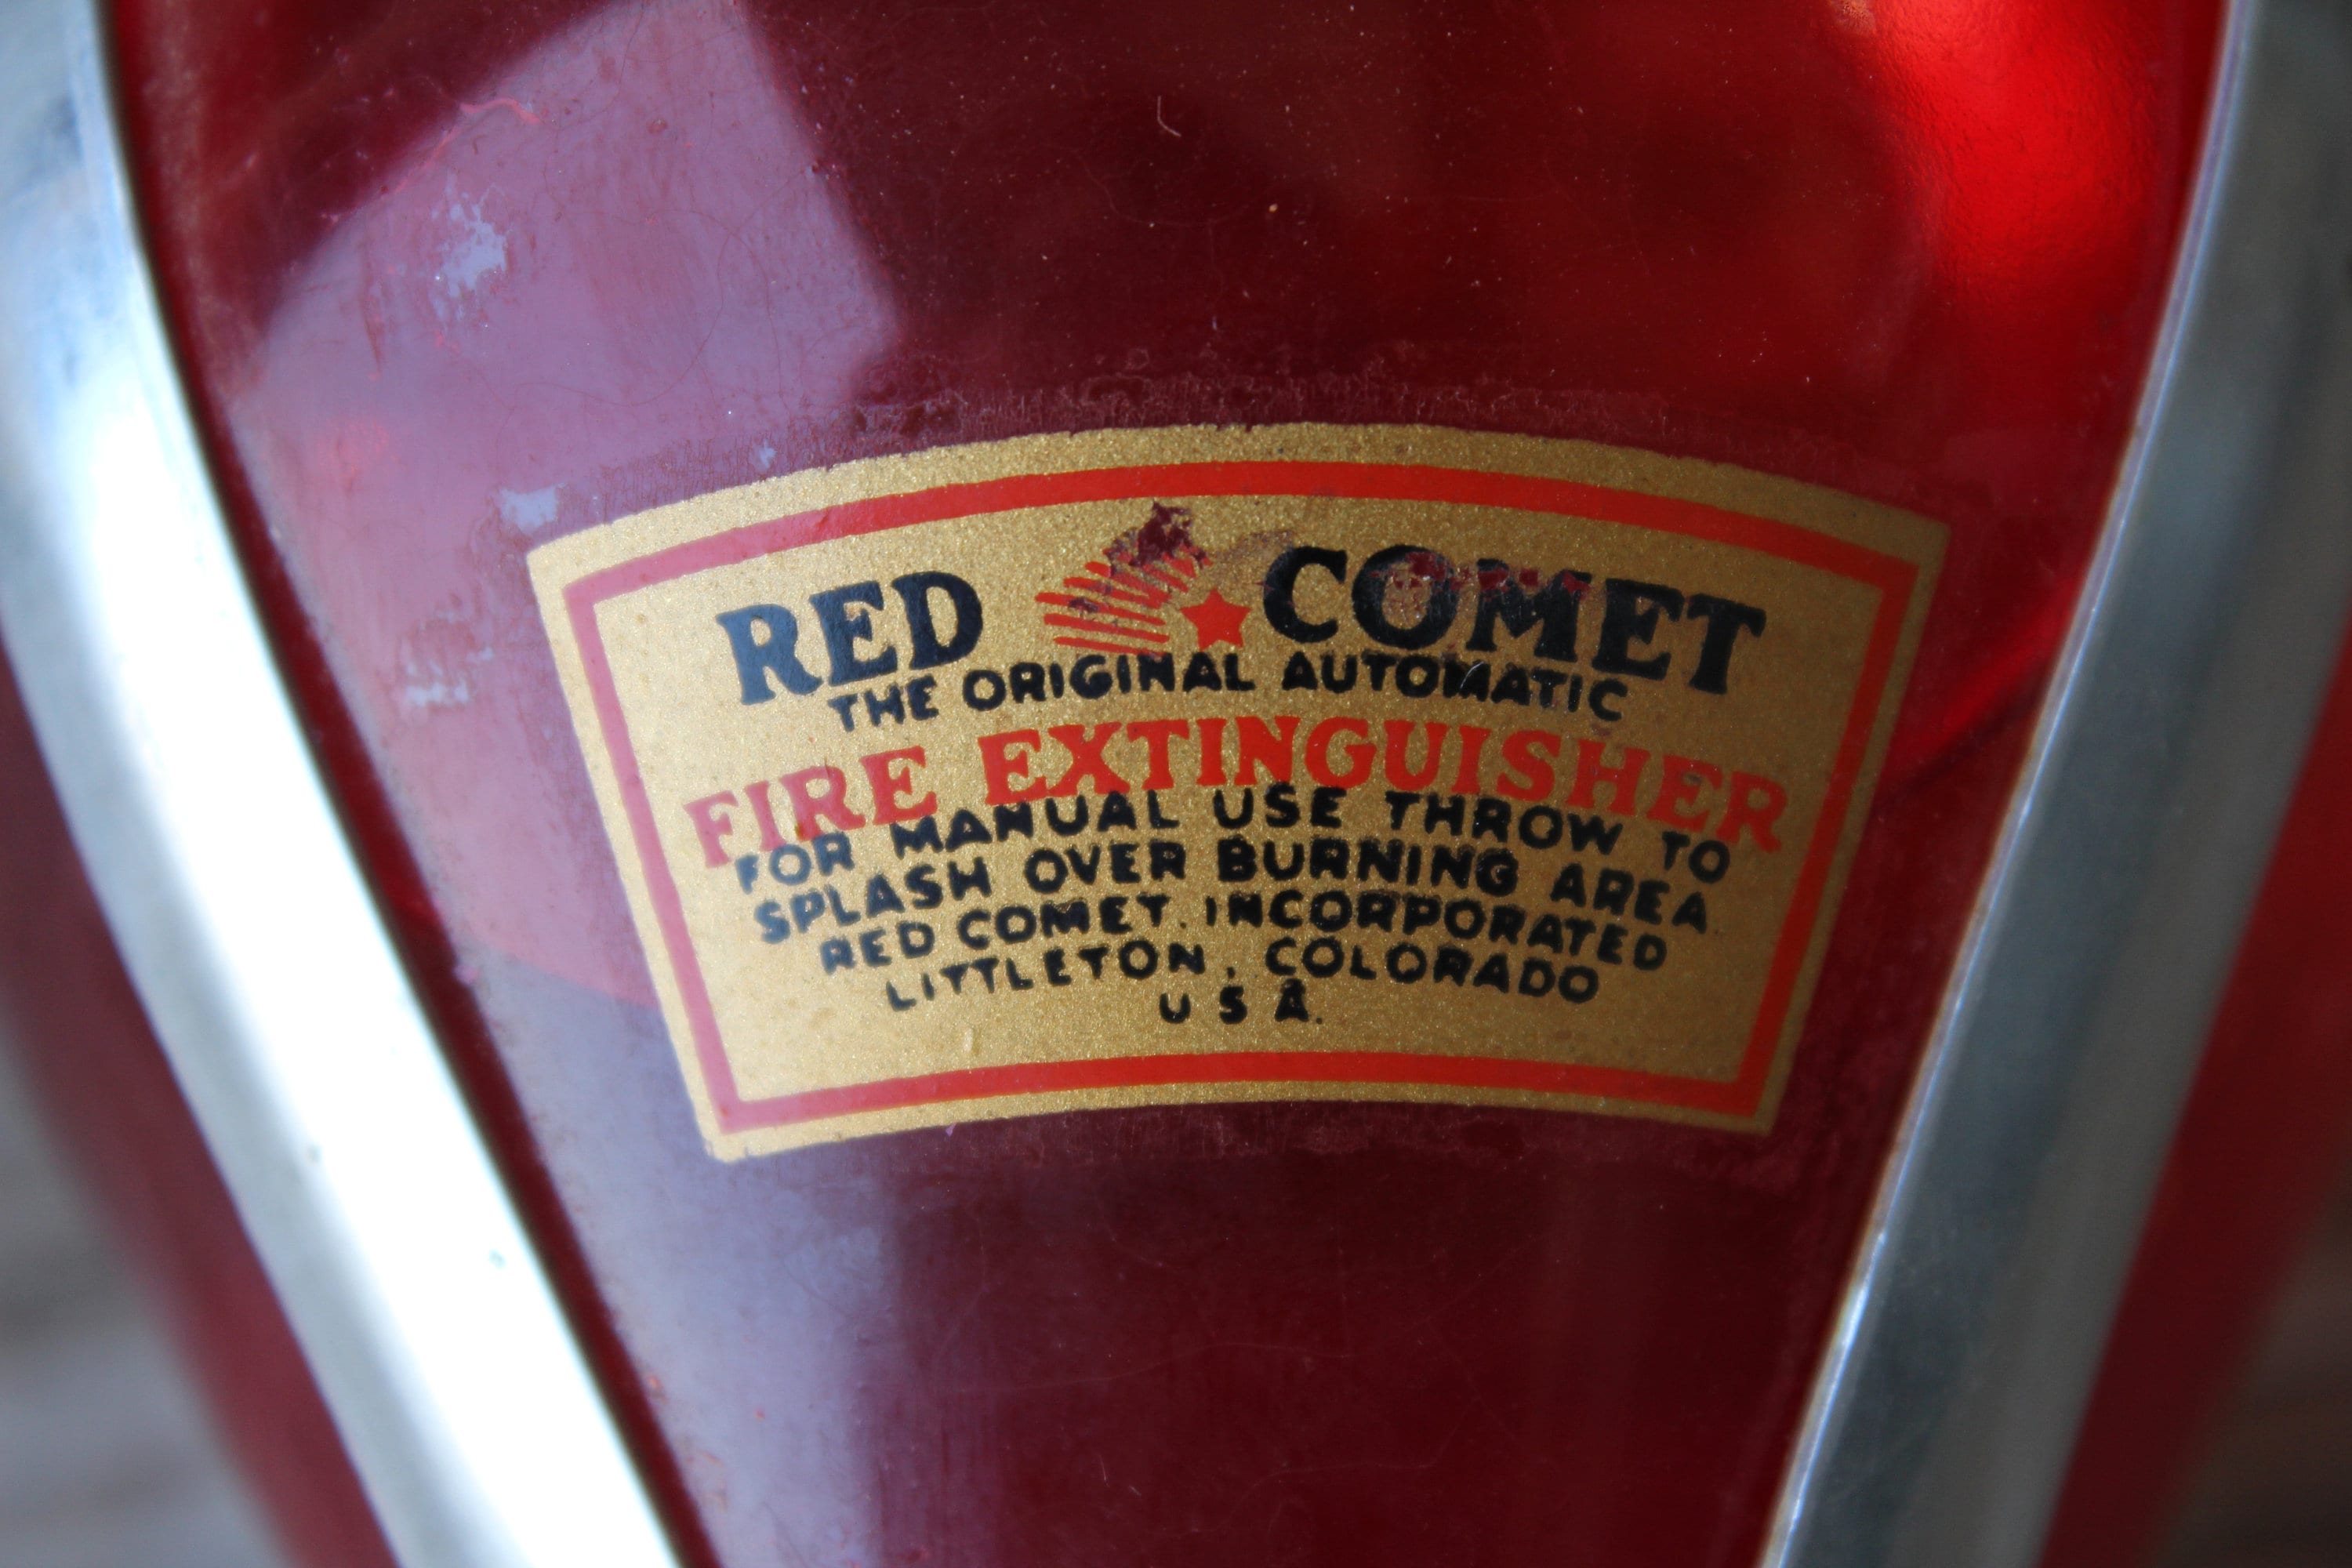 RED COMET
THE ORIGINAL AUTOMATIC
FIRE EXTINGUISHER
FOR MANUAL USE THROW TO
SPLASH OVER BURNING AREA
RED COMET. INCORPORATED
LITTLETON, COLORADO
U S A.